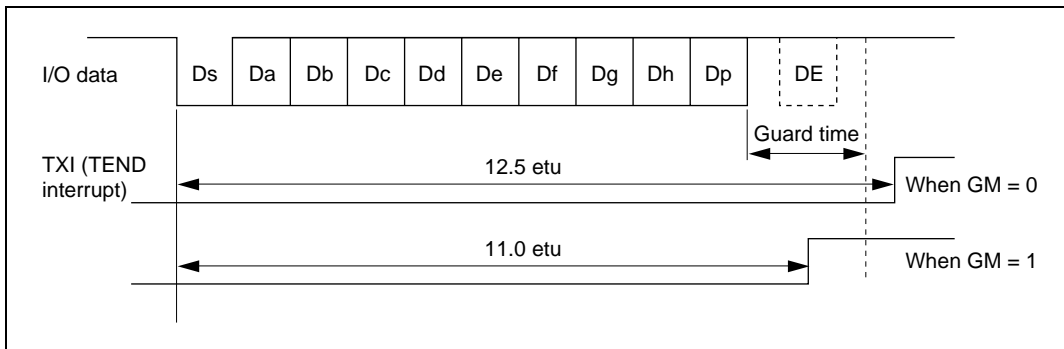 I/O data
Ds Da Db Dc Dd De Df Dg Dh Dp DE
Guard time
TXI (TEND
interrupt)
12.5 etu
When GM = 0
11.0 etu
When GM = 1